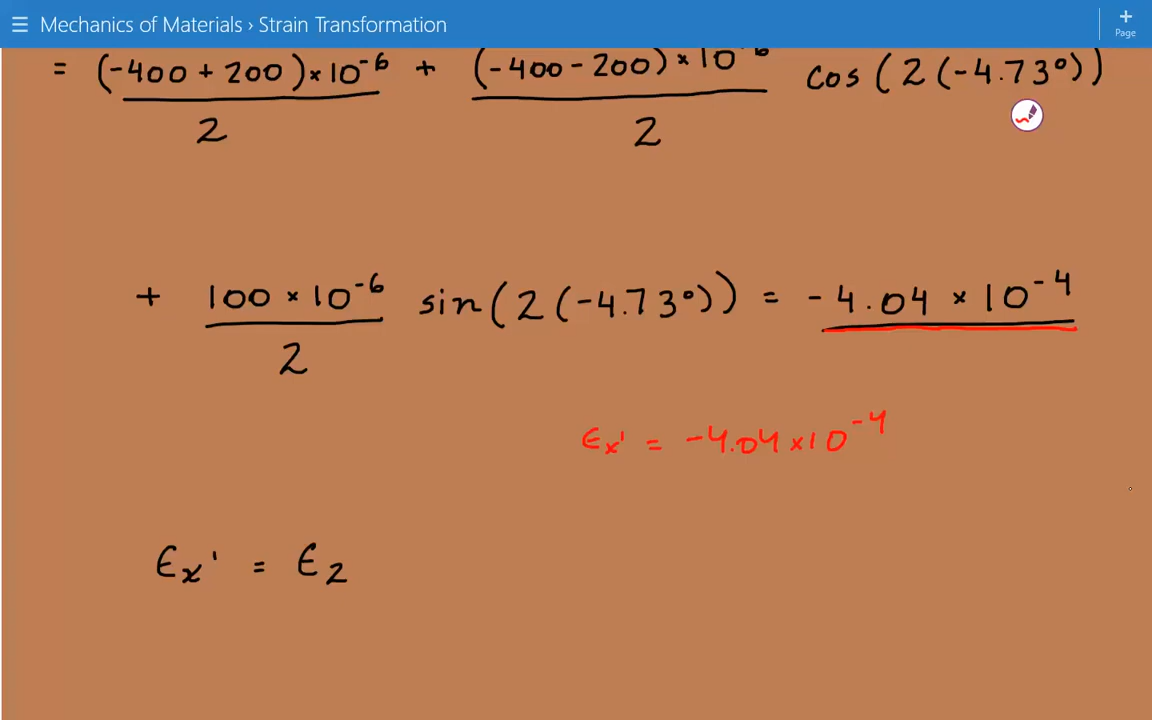 Mechanics of Materials › Strain Transformation
Page
= (-400 + 200) × 10^-6 / 2 + (-400 - 200) × 10^-6 / 2 cos(2(-4.73°))
+ 100 × 10^-6 / 2 sin(2(-4.73°)) = -4.04 × 10^-4
ϵx' = -4.04 × 10^-4
ϵx' = ϵ2